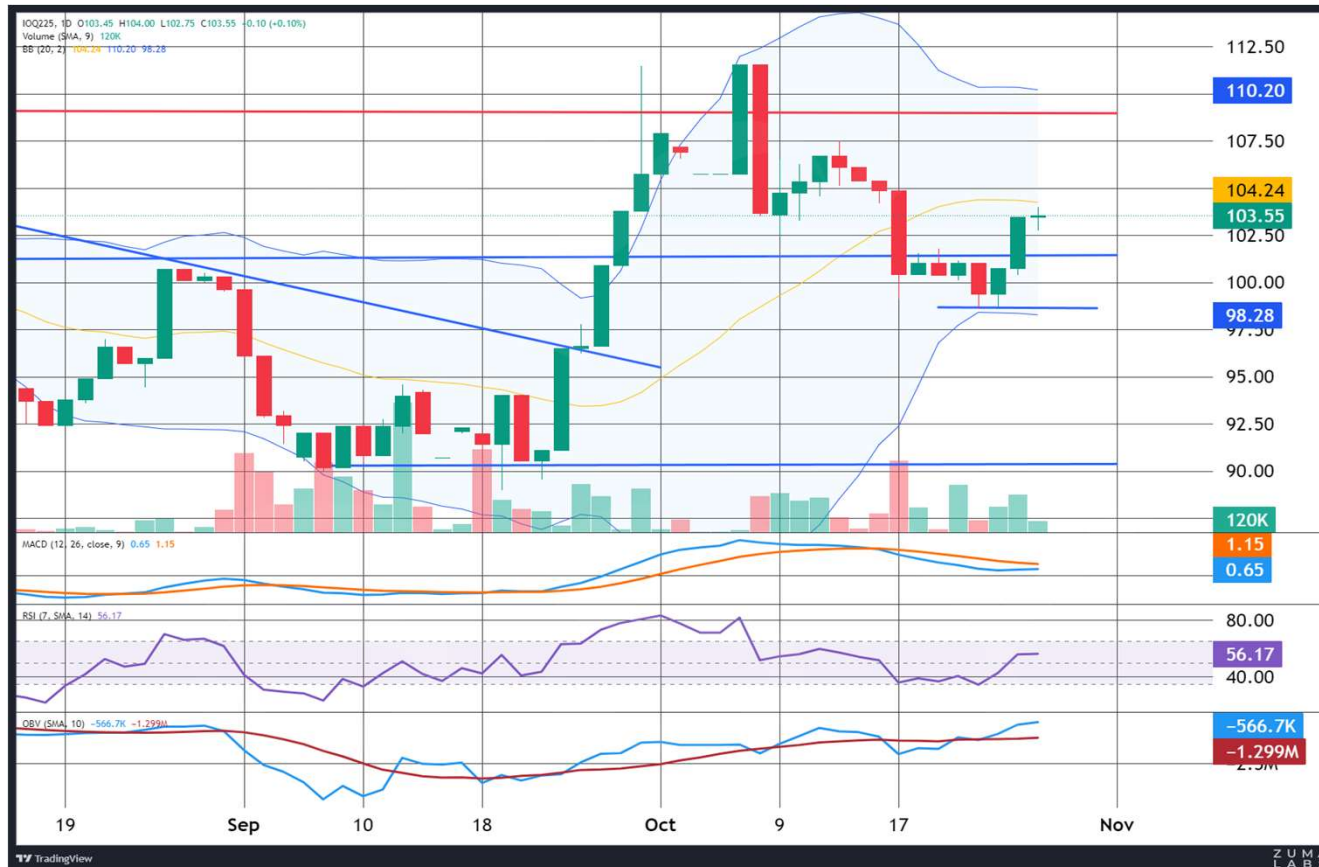 IOQ225, 1D O103.45 H104.00 L102.75 C103.55 +0.10 (+0.10%)
Volume (SMA, 9) 120K
BB (20, 2) 104.24 110.20 98.28
112.50
110.20
107.50
104.24
103.55
102.50
100.00
98.28
97.50
95.00
92.50
90.00
120K
MACD (12, 26, close, 9) 0.65 1.15
1.15
0.65
RSI (7, SMA, 14) 56.17
80.00
56.17
40.00
OBV (SMA, 10) −566.7K −1.299M
−566.7K
−1.299M
19 Sep 10 18 Oct 9 17 Nov
TradingView